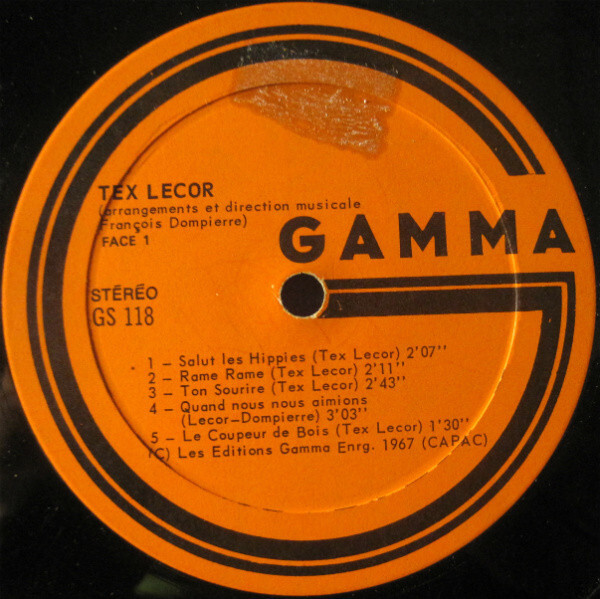 TEX LECOR
(arrangements et direction musicale
François Dompierre)
FACE 1
GAMMA
STÉRÉO
GS 118
1 – Salut les Hippies (Tex Lecor) 2'07''
2 – Rame Rame (Tex Lecor) 2'11''
3 – Ton Sourire (Tex Lecor) 2'43''
4 – Quand nous nous aimions
(Lecor–Dompierre) 3'03''
5 – Le Coupeur de Bois (Tex Lecor) 1'30''
(C) Les Editions Gamma Enrg. 1967 (CAPAC)